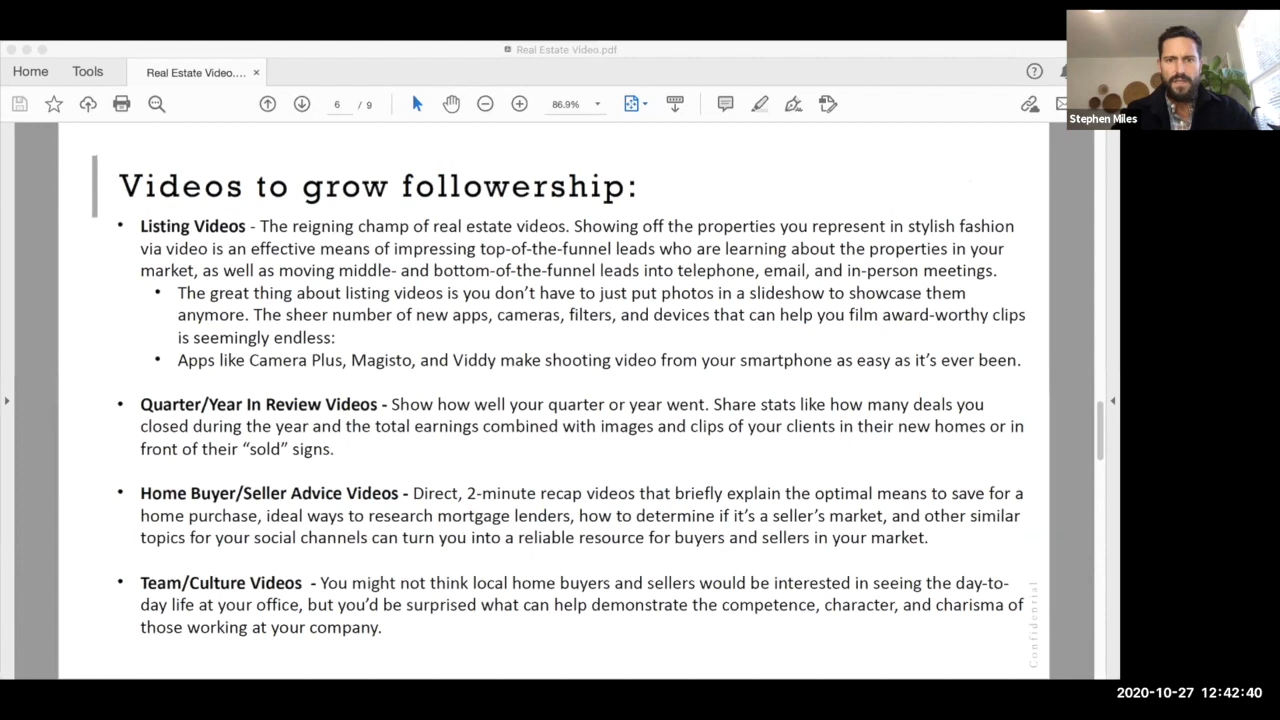 Real Estate Video.pdf
Home
Tools
Real Estate Video....
6 / 9
86.9%
Stephen Miles
Videos to grow followership:
• Listing Videos - The reigning champ of real estate videos. Showing off the properties you represent in stylish fashion
via video is an effective means of impressing top-of-the-funnel leads who are learning about the properties in your
market, as well as moving middle- and bottom-of-the-funnel leads into telephone, email, and in-person meetings.
• The great thing about listing videos is you don’t have to just put photos in a slideshow to showcase them
anymore. The sheer number of new apps, cameras, filters, and devices that can help you film award-worthy clips
is seemingly endless:
• Apps like Camera Plus, Magisto, and Viddy make shooting video from your smartphone as easy as it’s ever been.
• Quarter/Year In Review Videos - Show how well your quarter or year went. Share stats like how many deals you
closed during the year and the total earnings combined with images and clips of your clients in their new homes or in
front of their “sold” signs.
• Home Buyer/Seller Advice Videos - Direct, 2-minute recap videos that briefly explain the optimal means to save for a
home purchase, ideal ways to research mortgage lenders, how to determine if it’s a seller’s market, and other similar
topics for your social channels can turn you into a reliable resource for buyers and sellers in your market.
• Team/Culture Videos - You might not think local home buyers and sellers would be interested in seeing the day-to-
day life at your office, but you’d be surprised what can help demonstrate the competence, character, and charisma of
those working at your company.
Confidential
2020-10-27 12:42:40